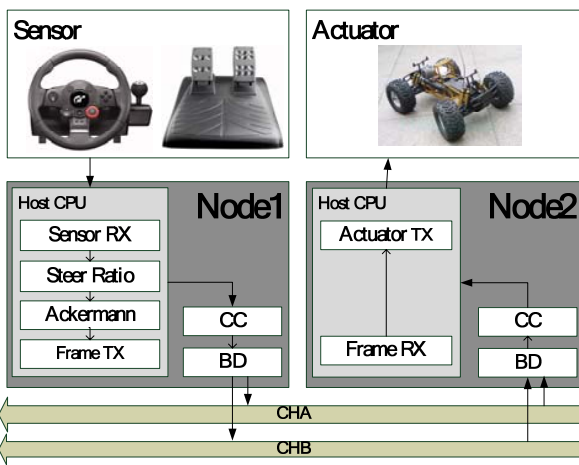 Sensor
Actuator
Node1
Host CPU
Sensor RX
Steer Ratio
Ackermann
Frame TX
CC
BD
Node2
Host CPU
Actuator TX
Frame RX
CC
BD
CHA
CHB